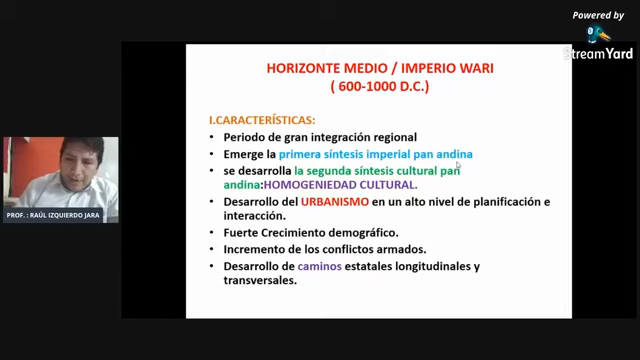 Powered by
StreamYard
HORIZONTE MEDIO / IMPERIO WARI
( 600-1000 D.C.)
I.CARACTERÍSTICAS:
• Periodo de gran integración regional
• Emerge la primera síntesis imperial pan andina
• se desarrolla la segunda síntesis cultural pan
andina:HOMOGENIEDAD CULTURAL.
• Desarrollo del URBANISMO en un alto nivel de planificación e
interacción.
• Fuerte Crecimiento demográfico.
• Incremento de los conflictos armados.
• Desarrollo de caminos estatales longitudinales y
transversales.
PROF. : RAÚL IZQUIERDO JARA